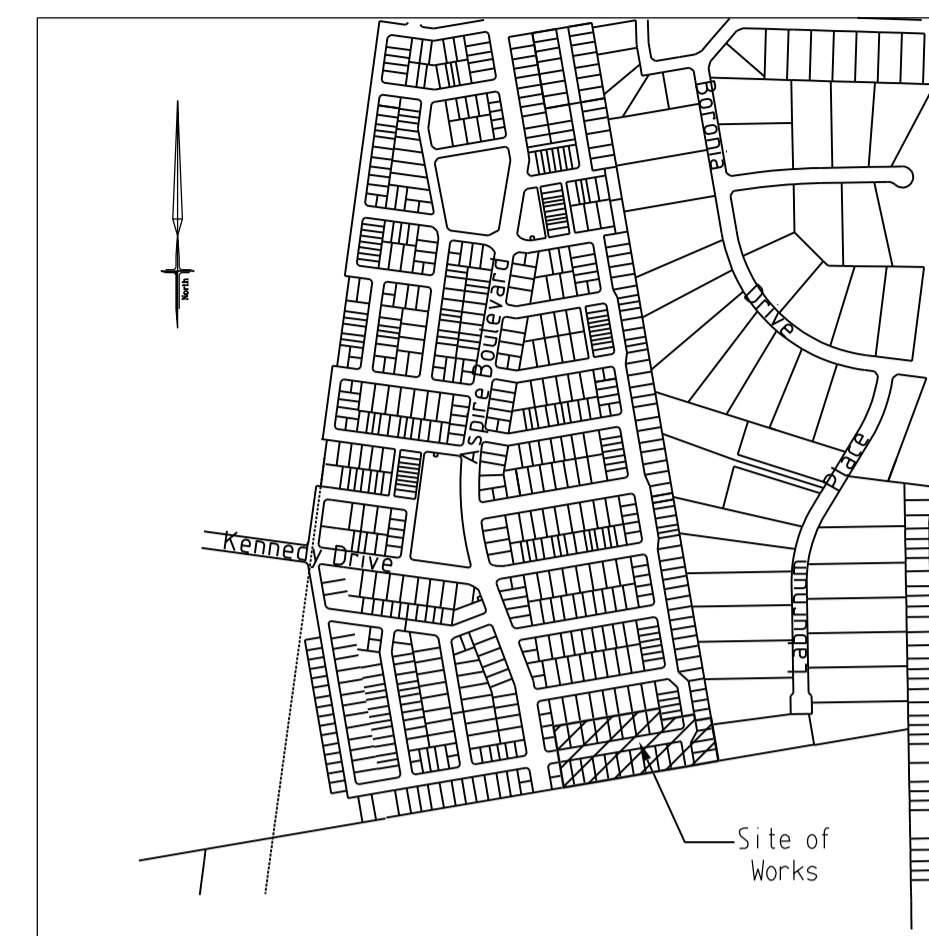 Boronia
Drive
North
Aspire Boulevard
Kennedy Drive
Place
Laburnum
Site of
Works